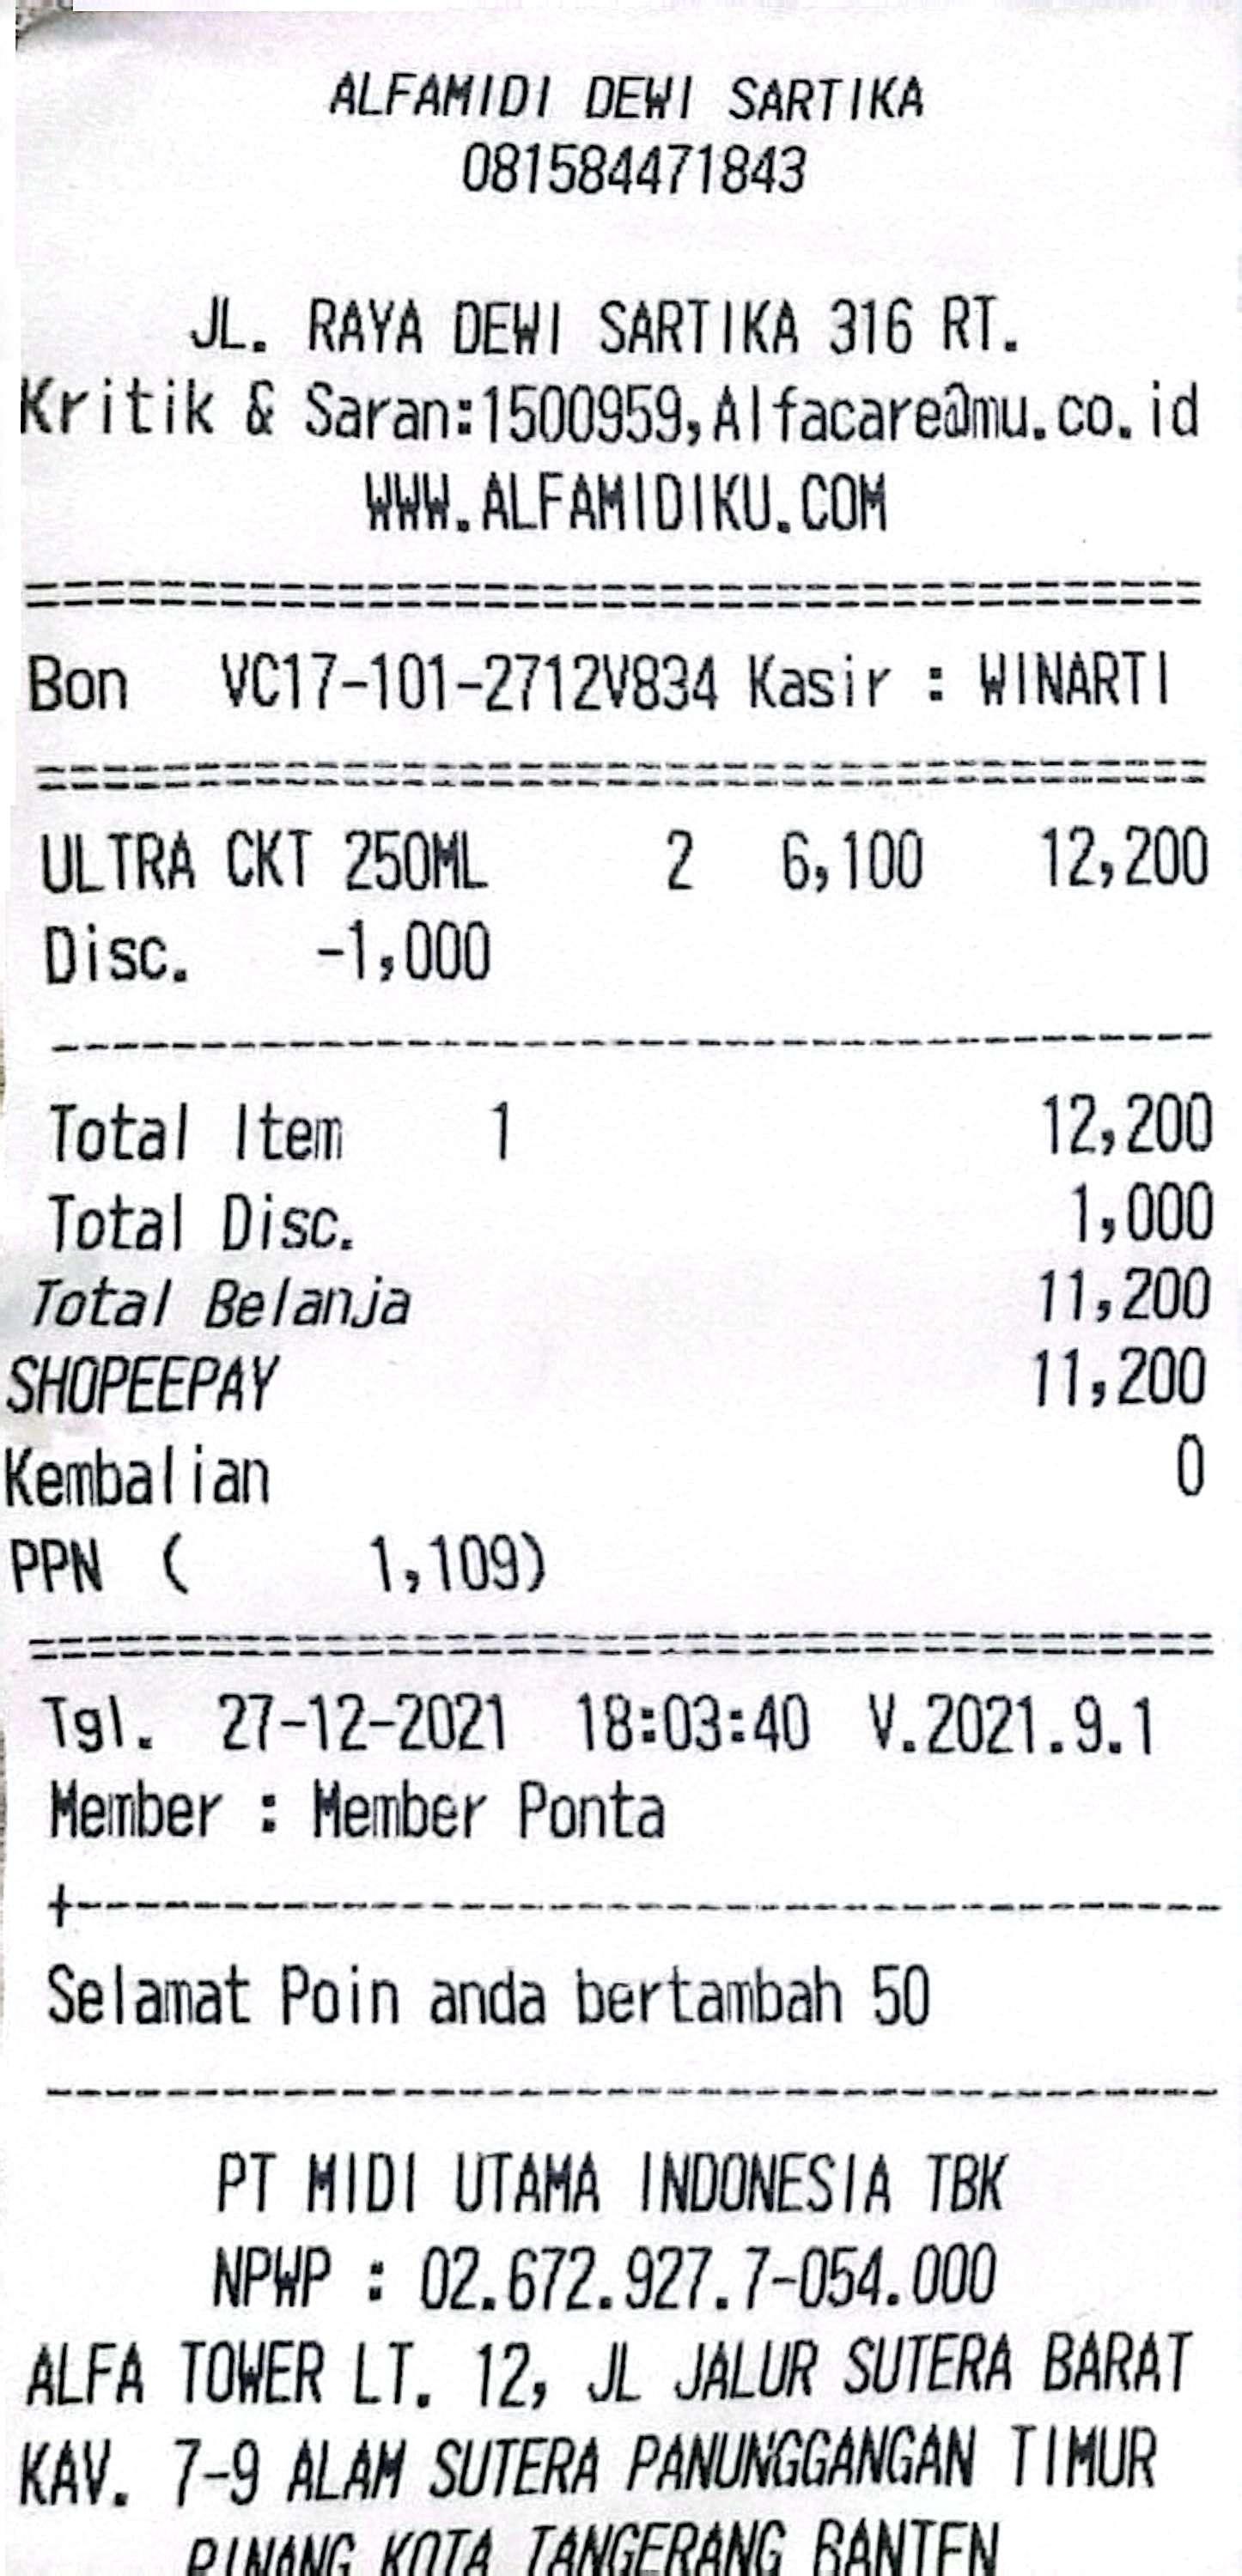 ALFAMIDI DEWI SARTIKA
081584471843
JL. RAYA DEWI SARTIKA 316 RT.
Kritik & Saran:1500959,Alfacare@mu.co.id
WWW.ALFAMIDIKU.COM
Bon VC17-101-2712V834 Kasir : WINARTI
ULTRA CKT 250ML 2 6,100 12,200
Disc. -1,000
Total Item 1 12,200
Total Disc. 1,000
Total Belanja 11,200
SHOPEEPAY 11,200
Kembalian 0
PPN ( 1,109)
Tgl. 27-12-2021 18:03:40 V.2021.9.1
Member : Member Ponta
Selamat Poin anda bertambah 50
PT MIDI UTAMA INDONESIA TBK
NPWP : 02.672.927.7-054.000
ALFA TOWER LT. 12, JL JALUR SUTERA BARAT
KAV. 7-9 ALAM SUTERA PANUNGGANGAN TIMUR
PINANG KOTA TANGERANG BANTEN